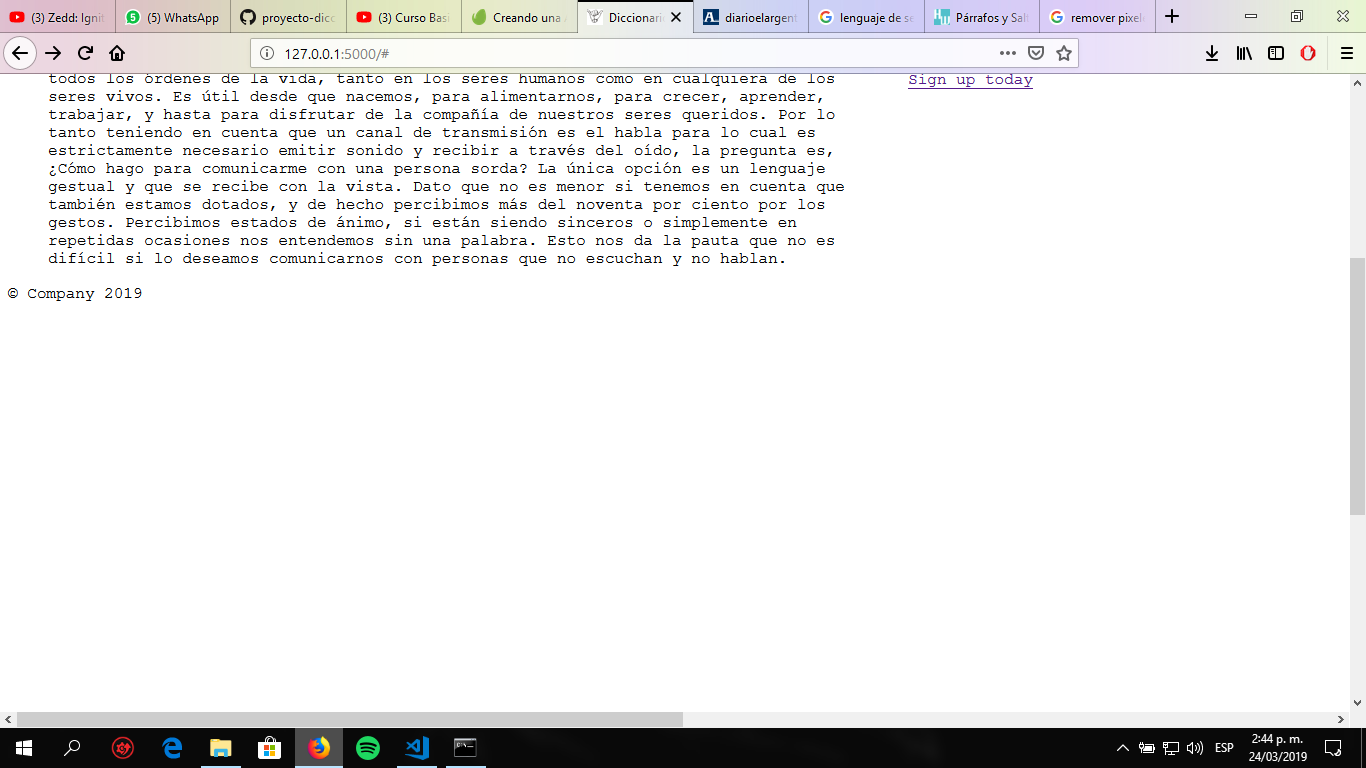 (3) Zedd: Ignit
(5) WhatsApp
proyecto-dicc
(3) Curso Basi
Creando una
Diccionari
diarioelargent
lenguaje de se
Párrafos y Salt
remover pixel
127.0.0.1:5000/#
todos los órdenes de la vida, tanto en los seres humanos como en cualquiera de los
seres vivos. Es útil desde que nacemos, para alimentarnos, para crecer, aprender,
trabajar, y hasta para disfrutar de la compañía de nuestros seres queridos. Por lo
tanto teniendo en cuenta que un canal de transmisión es el habla para lo cual es
estrictamente necesario emitir sonido y recibir a través del oído, la pregunta es,
¿Cómo hago para comunicarme con una persona sorda? La única opción es un lenguaje
gestual y que se recibe con la vista. Dato que no es menor si tenemos en cuenta que
también estamos dotados, y de hecho percibimos más del noventa por ciento por los
gestos. Percibimos estados de ánimo, si están siendo sinceros o simplemente en
repetidas ocasiones nos entendemos sin una palabra. Esto nos da la pauta que no es
difícil si lo deseamos comunicarnos con personas que no escuchan y no hablan.
Sign up today
© Company 2019
ESP
2:44 p. m.
24/03/2019